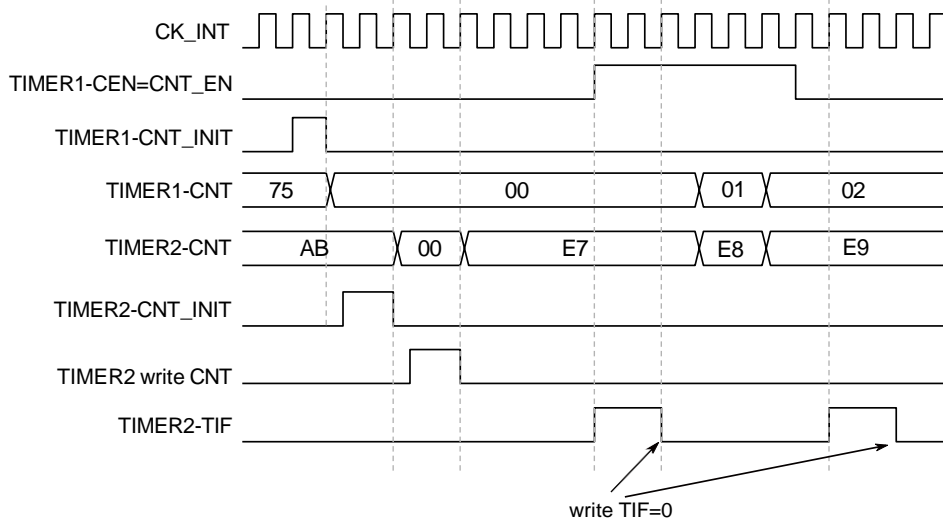 CK_INT
TIMER1-CEN=CNT_EN
TIMER1-CNT_INIT
TIMER1-CNT 75 00 01 02
TIMER2-CNT AB 00 E7 E8 E9
TIMER2-CNT_INIT
TIMER2 write CNT
TIMER2-TIF
write TIF=0